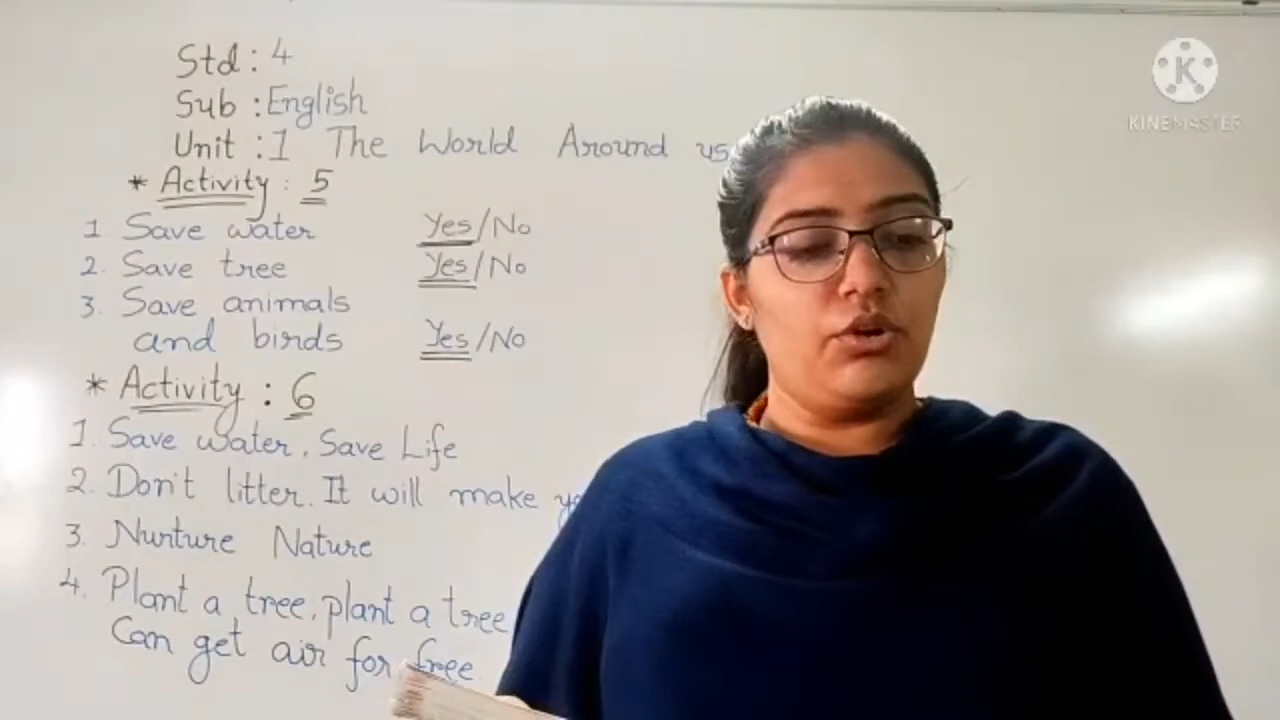 Std : 4
Sub : English
Unit : 1 The World Around us
* Activity : 5
1 Save water Yes/No
2. Save tree Yes/No
3. Save animals
and birds Yes/No
* Activity : 6
1. Save water, Save Life
2. Don't litter. It will make
3. Nurture Nature
4. Plant a tree, plant a tree
Can get air for free
K
KINEMASTER